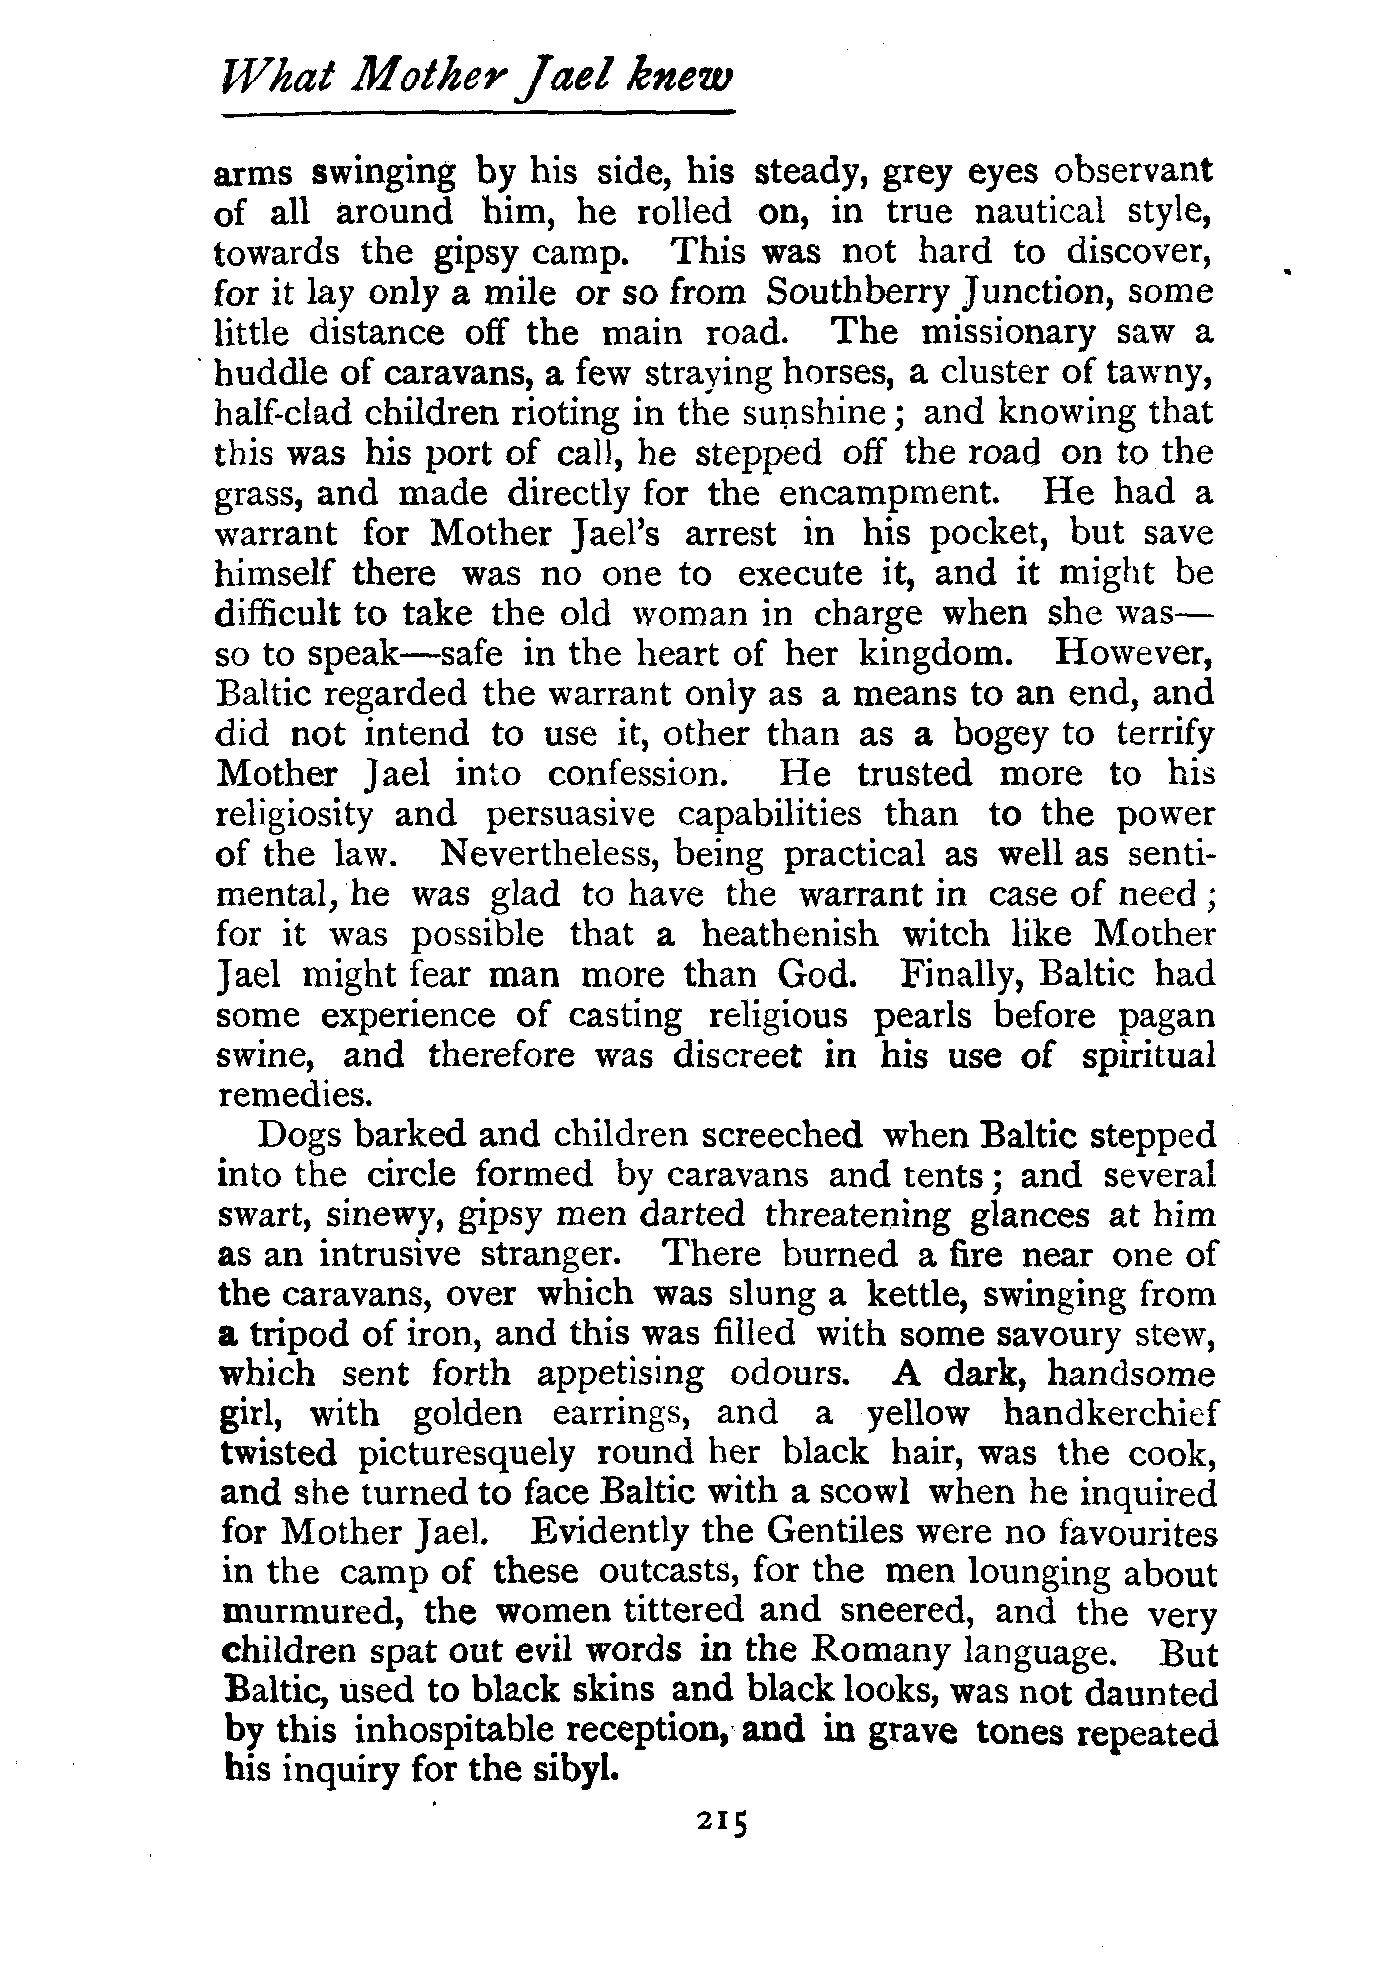 What Mother Jael knew
arms swinging by his side, his steady, grey eyes observant
of all around him, he rolled on, in true nautical style,
towards the gipsy camp. This was not hard to discover,
for it lay only a mile or so from Southberry Junction, some
little distance off the main road. The missionary saw a
huddle of caravans, a few straying horses, a cluster of tawny,
half-clad children rioting in the sunshine ; and knowing that
this was his port of call, he stepped off the road on to the
grass, and made directly for the encampment. He had a
warrant for Mother Jael's arrest in his pocket, but save
himself there was no one to execute it, and it might be
difficult to take the old woman in charge when she was—
so to speak—safe in the heart of her kingdom. However,
Baltic regarded the warrant only as a means to an end, and
did not intend to use it, other than as a bogey to terrify
Mother Jael into confession. He trusted more to his
religiosity and persuasive capabilities than to the power
of the law. Nevertheless, being practical as well as senti-
mental, he was glad to have the warrant in case of need ;
for it was possible that a heathenish witch like Mother
Jael might fear man more than God. Finally, Baltic had
some experience of casting religious pearls before pagan
swine, and therefore was discreet in his use of spiritual
remedies.
Dogs barked and children screeched when Baltic stepped
into the circle formed by caravans and tents ; and several
swart, sinewy, gipsy men darted threatening glances at him
as an intrusive stranger. There burned a fire near one of
the caravans, over which was slung a kettle, swinging from
a tripod of iron, and this was filled with some savoury stew,
which sent forth appetising odours. A dark, handsome
girl, with golden earrings, and a yellow handkerchief
twisted picturesquely round her black hair, was the cook,
and she turned to face Baltic with a scowl when he inquired
for Mother Jael. Evidently the Gentiles were no favourites
in the camp of these outcasts, for the men lounging about
murmured, the women tittered and sneered, and the very
children spat out evil words in the Romany language. But
Baltic, used to black skins and black looks, was not daunted
by this inhospitable reception, and in grave tones repeated
his inquiry for the sibyl.
215